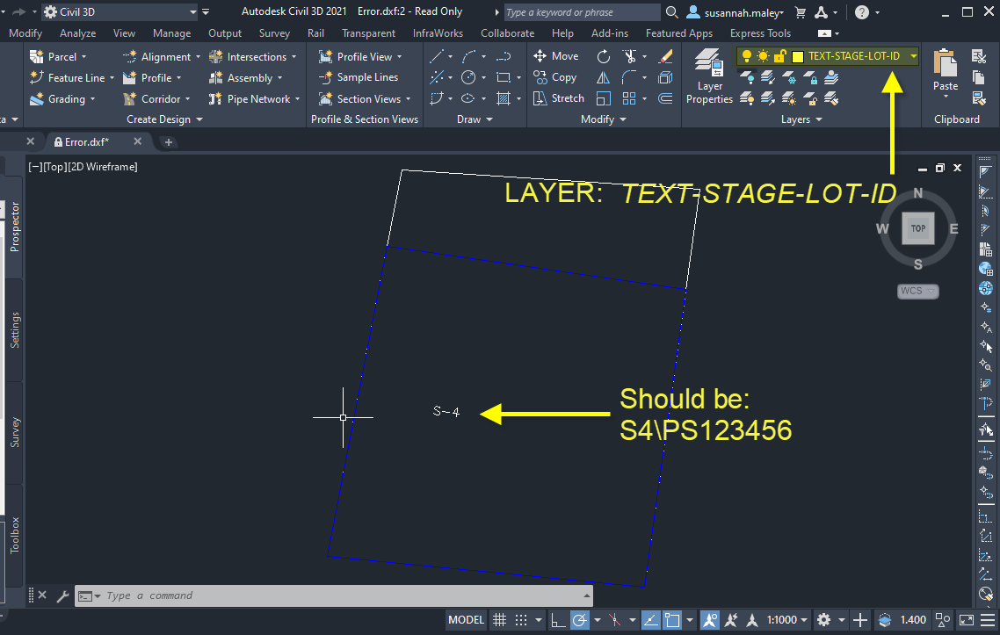 Civil 3D
Autodesk Civil 3D 2021 Error.dxf:2 - Read Only
Type a keyword or phrase
susannah.maley
Modify Analyze View Manage Output Survey Rail Transparent InfraWorks Collaborate Help Add-ins Featured Apps Express Tools
Parcel Alignment Intersections Profile View Move TEXT-STAGE-LOT-ID
Feature Line Profile Assembly Sample Lines Copy
Grading Corridor Pipe Network Section Views Stretch
Layer
Properties
Paste
Create Design Profile & Section Views Draw Modify Layers Clipboard
Error.dxf*
[−][Top][2D Wireframe]
LAYER: TEXT-STAGE-LOT-ID
N
W TOP E
S
WCS
Prospector
Settings
Survey
Toolbox
S-4
Should be:
S4\PS123456
Type a command
MODEL 1:1000 1.400